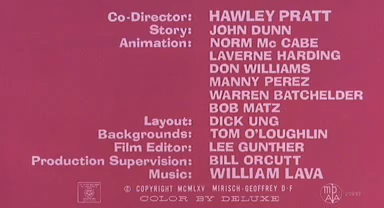 Co-Director: HAWLEY PRATT
Story: JOHN DUNN
Animation: NORM Mc CABE
LAVERNE HARDING
DON WILLIAMS
MANNY PEREZ
WARREN BATCHELDER
BOB MATZ
Layout: DICK UNG
Backgrounds: TOM O'LOUGHLIN
Film Editor: LEE GUNTHER
Production Supervision: BILL ORCUTT
Music: WILLIAM LAVA
© COPYRIGHT MCMLXV MIRISCH-GEOFFREY D-F
COLOR BY DELUXE